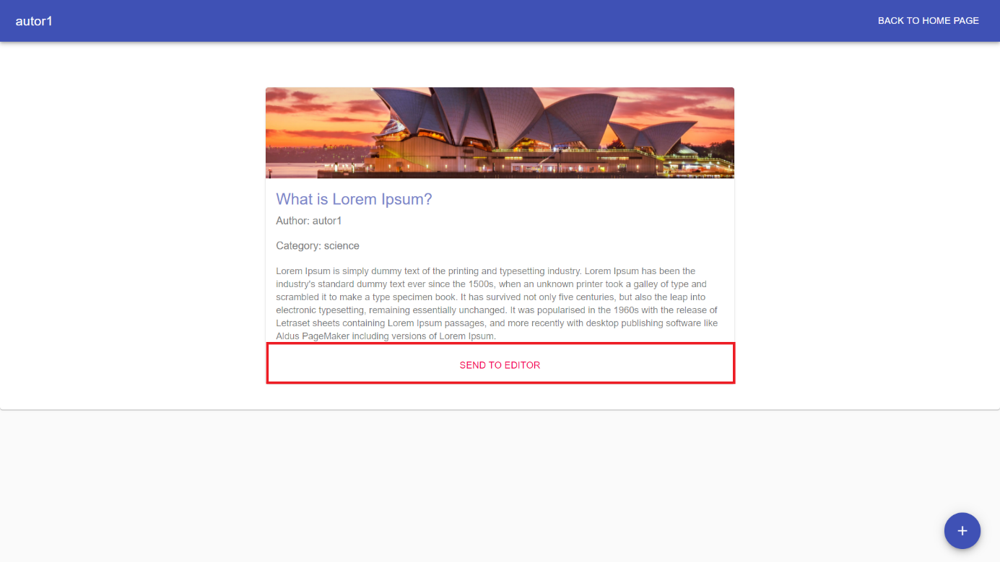 autor1
BACK TO HOME PAGE
What is Lorem Ipsum?
Author: autor1
Category: science
Lorem Ipsum is simply dummy text of the printing and typesetting industry. Lorem Ipsum has been the
industry's standard dummy text ever since the 1500s, when an unknown printer took a galley of type and
scrambled it to make a type specimen book. It has survived not only five centuries, but also the leap into
electronic typesetting, remaining essentially unchanged. It was popularised in the 1960s with the release of
Letraset sheets containing Lorem Ipsum passages, and more recently with desktop publishing software like
Aldus PageMaker including versions of Lorem Ipsum.
SEND TO EDITOR
+